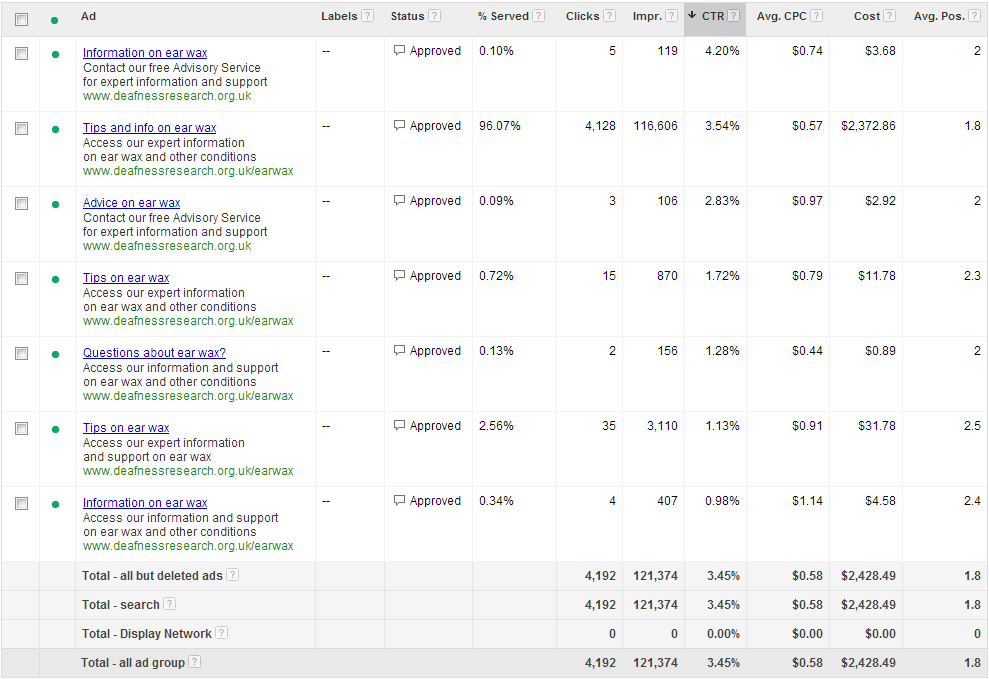 Ad Labels ? Status ? % Served ? Clicks ? Impr. ? CTR ? Avg. CPC ? Cost ? Avg. Pos. ?
Information on ear wax -- Approved 0.10% 5 119 4.20% $0.74 $3.68 2
Contact our free Advisory Service
for expert information and support
www.deafnessresearch.org.uk
Tips and info on ear wax -- Approved 96.07% 4,128 116,606 3.54% $0.57 $2,372.86 1.8
Access our expert information
on ear wax and other conditions
www.deafnessresearch.org.uk/earwax
Advice on ear wax -- Approved 0.09% 3 106 2.83% $0.97 $2.92 2
Contact our free Advisory Service
for expert information and support
www.deafnessresearch.org.uk
Tips on ear wax -- Approved 0.72% 15 870 1.72% $0.79 $11.78 2.3
Access our expert information
on ear wax and other conditions
www.deafnessresearch.org.uk/earwax
Questions about ear wax? -- Approved 0.13% 2 156 1.28% $0.44 $0.89 2
Access our information and support
on ear wax and other conditions
www.deafnessresearch.org.uk/earwax
Tips on ear wax -- Approved 2.56% 35 3,110 1.13% $0.91 $31.78 2.5
Access our expert information
and support on ear wax
www.deafnessresearch.org.uk/earwax
Information on ear wax -- Approved 0.34% 4 407 0.98% $1.14 $4.58 2.4
Access our information and support
on ear wax and other conditions
www.deafnessresearch.org.uk/earwax
Total - all but deleted ads ? 4,192 121,374 3.45% $0.58 $2,428.49 1.8
Total - search ? 4,192 121,374 3.45% $0.58 $2,428.49 1.8
Total - Display Network ? 0 0 0.00% $0.00 $0.00 0
Total - all ad group ? 4,192 121,374 3.45% $0.58 $2,428.49 1.8